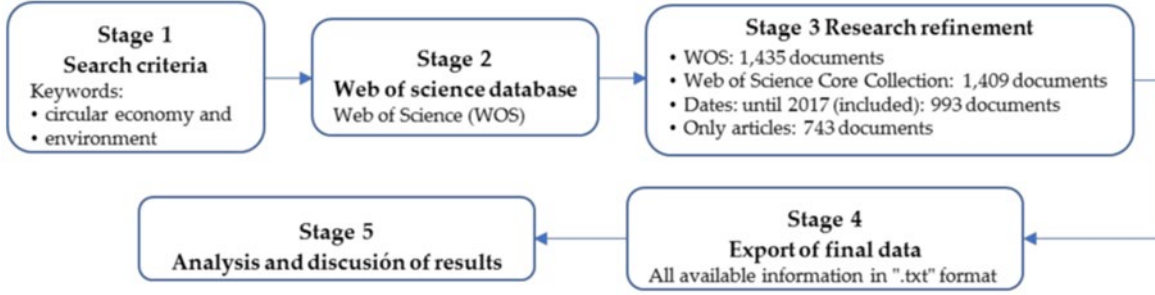 Stage 1
Search criteria
Keywords:
• circular economy and
• environment
Stage 2
Web of science database
Web of Science (WOS)
Stage 3 Research refinement
• WOS: 1,435 documents
• Web of Science Core Collection: 1,409 documents
• Dates: until 2017 (included): 993 documents
• Only articles: 743 documents
Stage 4
Export of final data
All available information in ".txt" format
Stage 5
Analysis and discusión of results